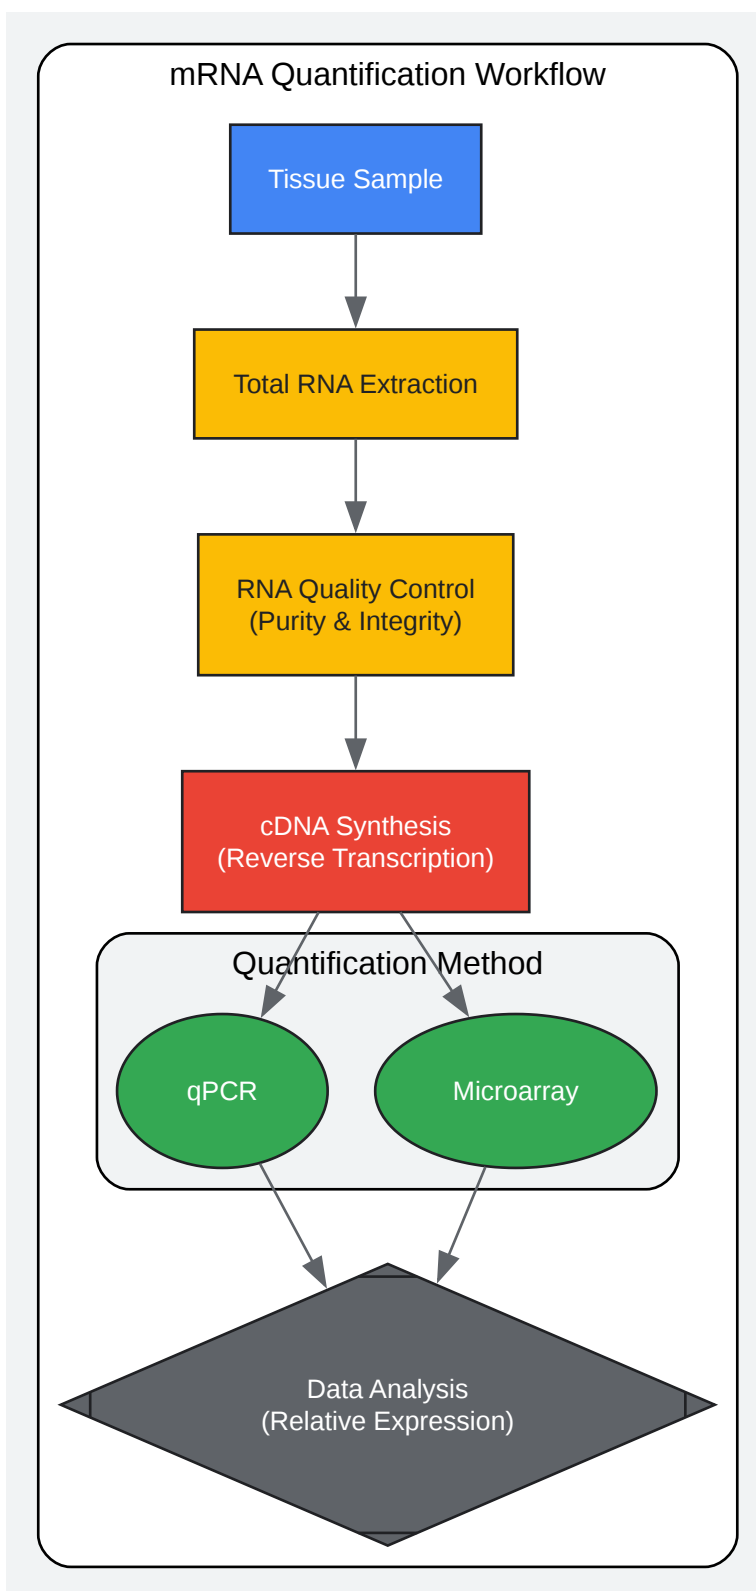 mRNA Quantification Workflow
Tissue Sample
Total RNA Extraction
RNA Quality Control
(Purity & Integrity)
cDNA Synthesis
(Reverse Transcription)
Quantification Method
qPCR
Microarray
Data Analysis
(Relative Expression)